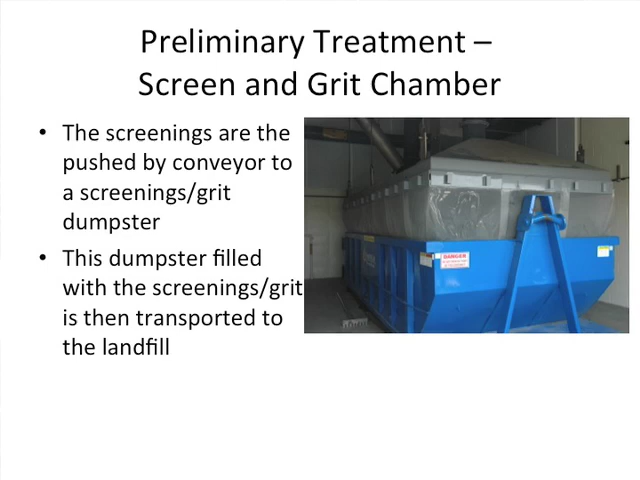 Preliminary Treatment –
Screen and Grit Chamber
• The screenings are the
pushed by conveyor to
a screenings/grit
dumpster
• This dumpster filled
with the screenings/grit
is then transported to
the landfill
DANGER